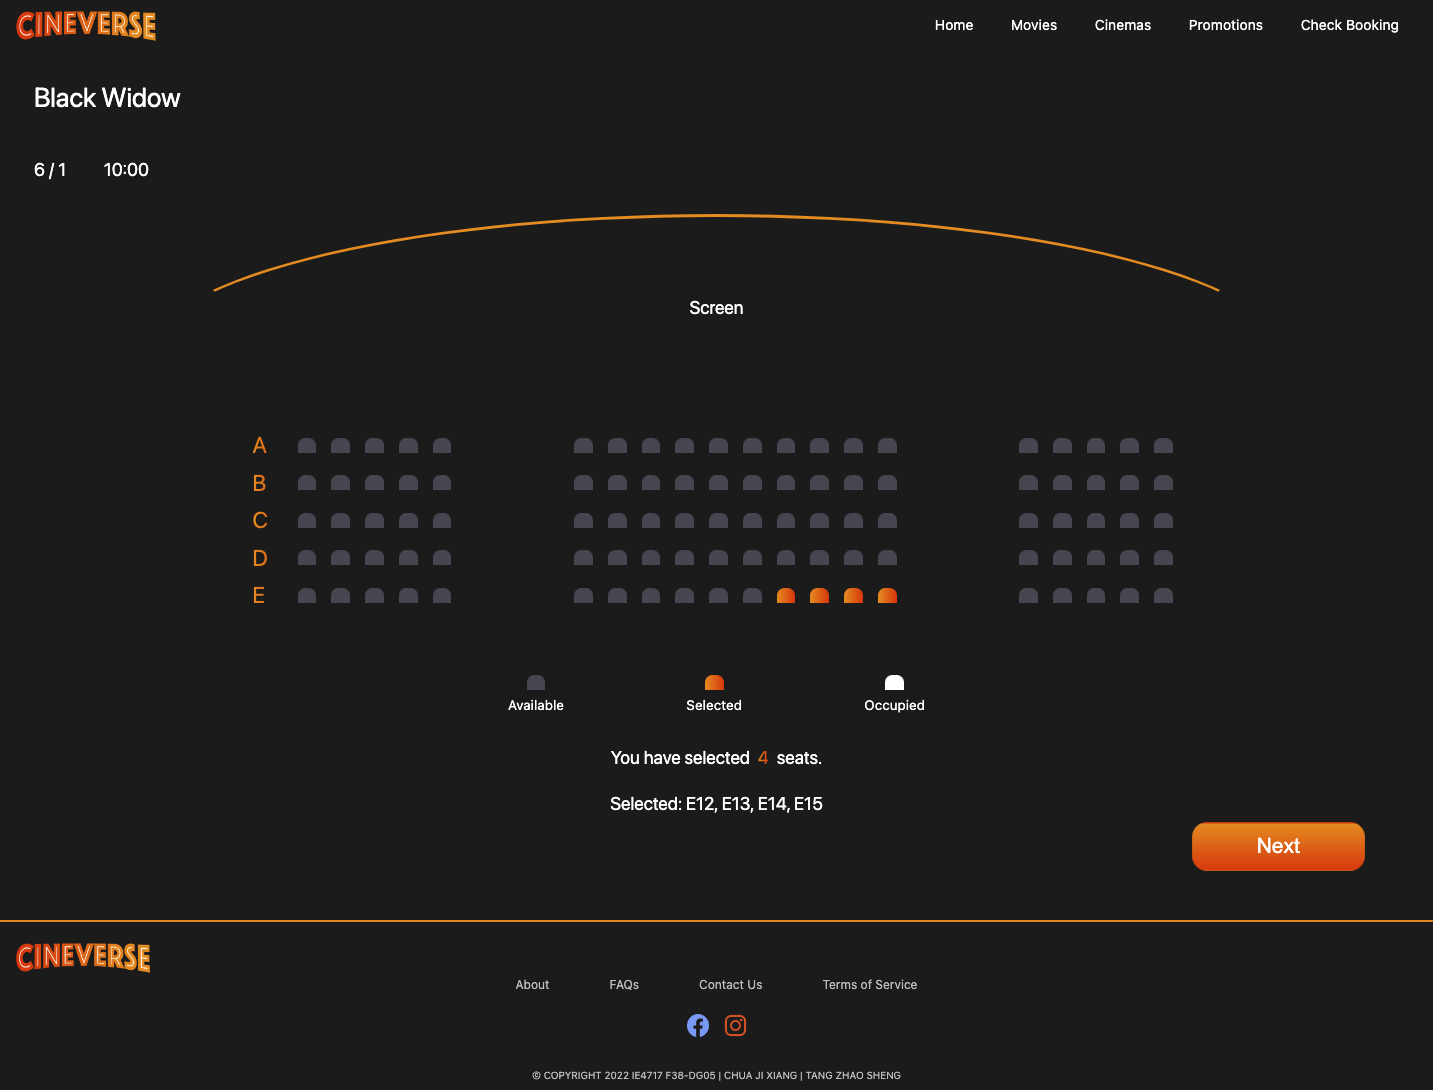 CINEVERSE
Home Movies Cinemas Promotions Check Booking
Black Widow
6 / 1 10:00
Screen
A
B
C
D
E
Available Selected Occupied
You have selected 4 seats.
Selected: E12, E13, E14, E15
Next
CINEVERSE
About FAQs Contact Us Terms of Service
© COPYRIGHT 2022 IE4717 F38-DG05 | CHUA JI XIANG | TANG ZHAO SHENG